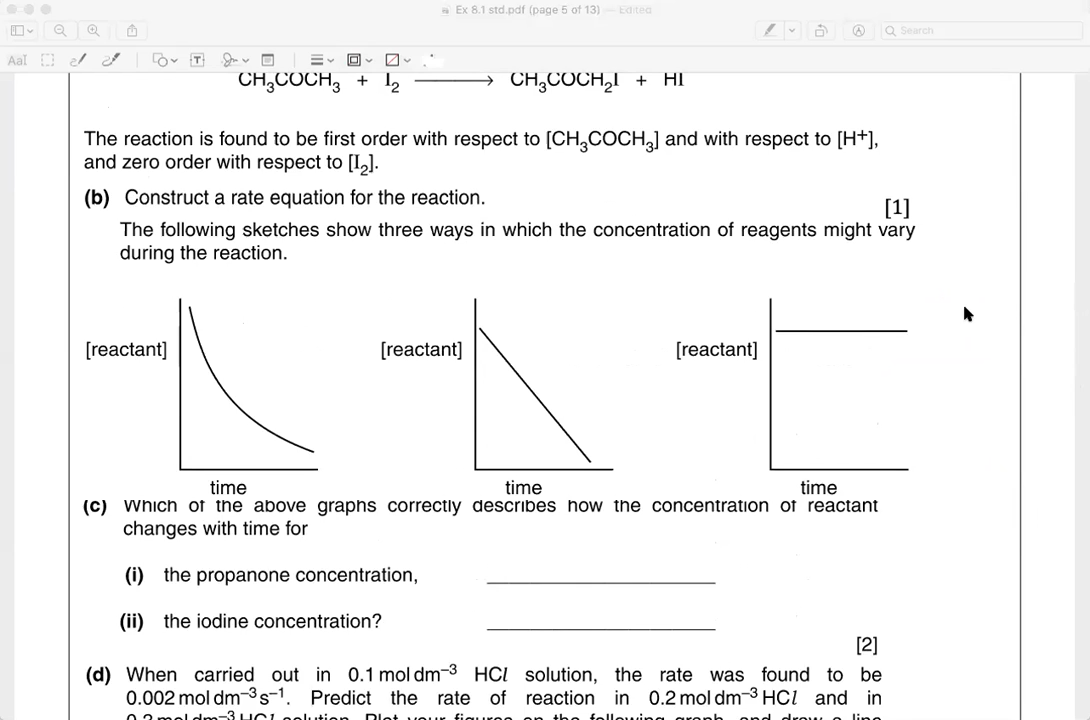 Ex 8.1 std.pdf (page 5 of 13) — Edited
Search
AaI
T
CH₃COCH₃ + I₂ ⟶ CH₃COCH₂I + HI
The reaction is found to be first order with respect to [CH₃COCH₃] and with respect to [H⁺],
and zero order with respect to [I₂].
(b) Construct a rate equation for the reaction.
[1]
The following sketches show three ways in which the concentration of reagents might vary
during the reaction.
[reactant] [reactant] [reactant]
time time time
(c) Which of the above graphs correctly describes how the concentration of reactant
changes with time for
(i) the propanone concentration,
(ii) the iodine concentration?
[2]
(d) When carried out in 0.1 mol dm⁻³ HCl solution, the rate was found to be
0.002 mol dm⁻³ s⁻¹. Predict the rate of reaction in 0.2 mol dm⁻³ HCl and in